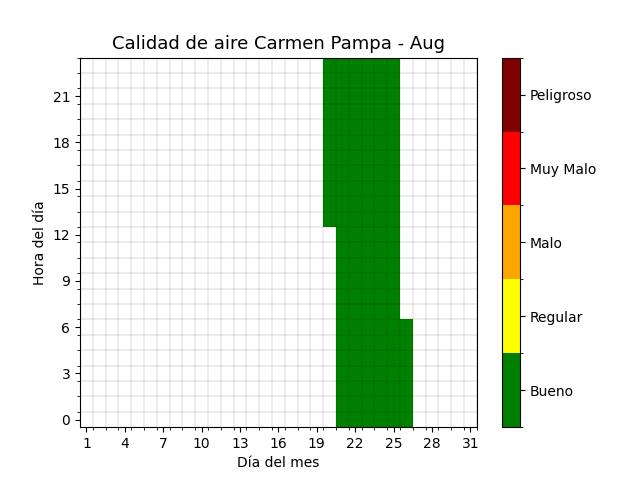 Calidad de aire Carmen Pampa - Aug
Hora del día
21
18
15
12
9
6
3
0
1 4 7 10 13 16 19 22 25 28 31
Día del mes
Peligroso
Muy Malo
Malo
Regular
Bueno